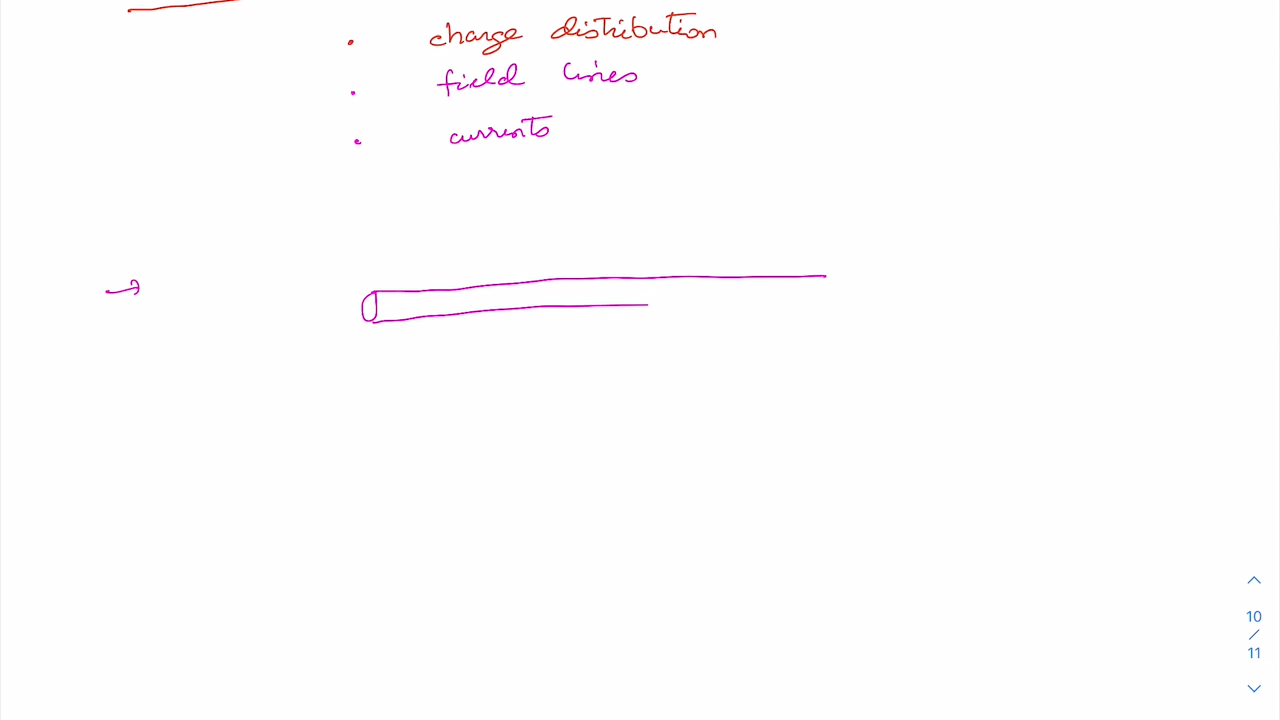 . charge distribution
. field lines
. currents
→
10
/
11